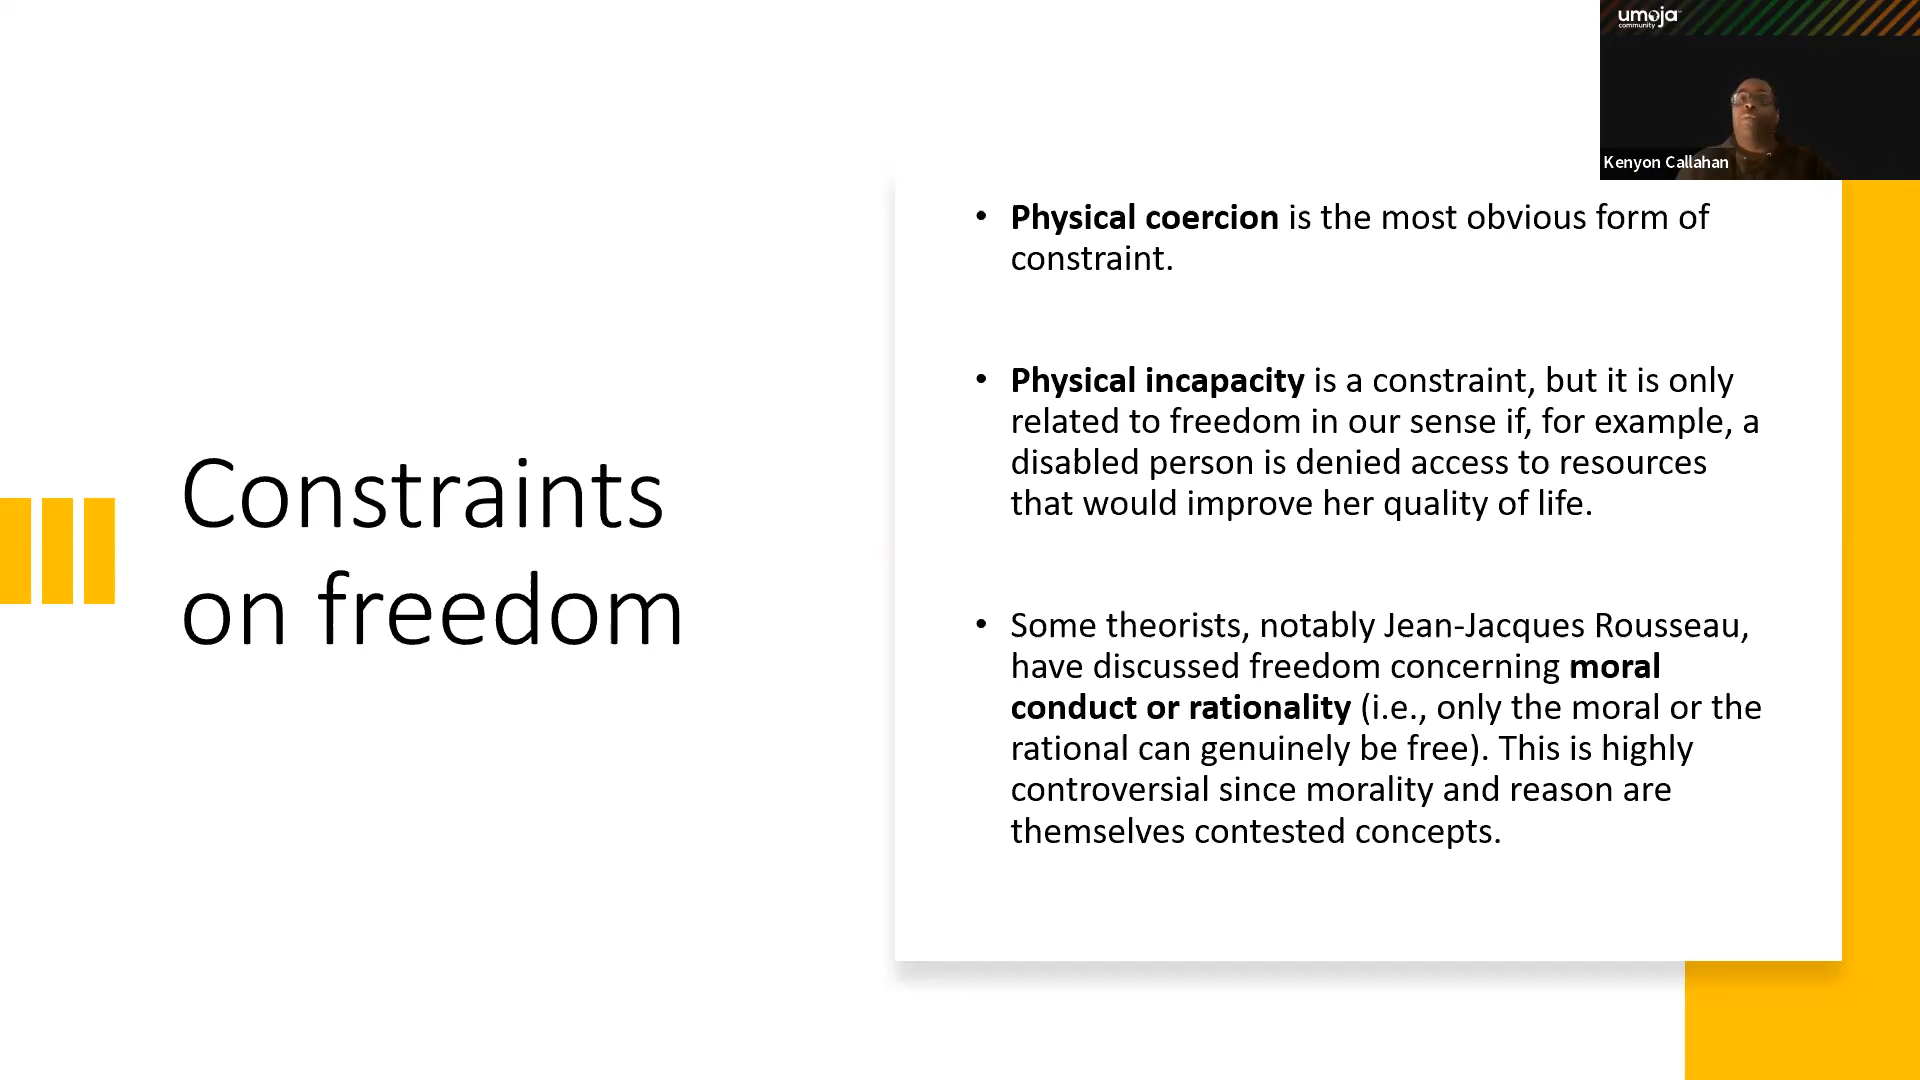 umoja
community
Kenyon Callahan
Constraints
on freedom
• Physical coercion is the most obvious form of
constraint.
• Physical incapacity is a constraint, but it is only
related to freedom in our sense if, for example, a
disabled person is denied access to resources
that would improve her quality of life.
• Some theorists, notably Jean-Jacques Rousseau,
have discussed freedom concerning moral
conduct or rationality (i.e., only the moral or the
rational can genuinely be free). This is highly
controversial since morality and reason are
themselves contested concepts.